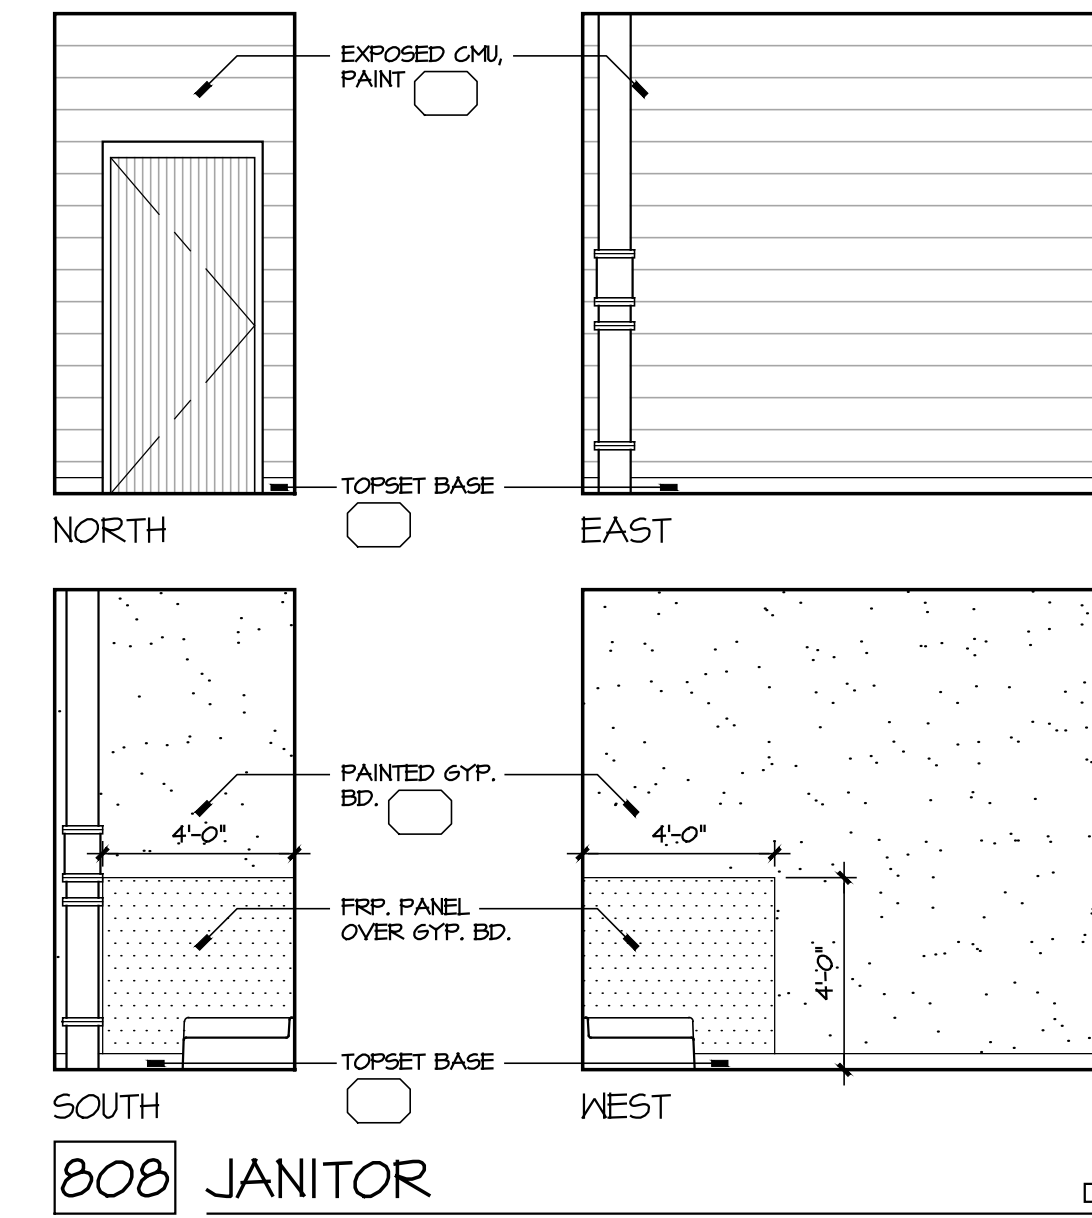 EXPOSED CMU,
PAINT
TOPSET BASE
NORTH
EAST
PAINTED GYP.
BD.
4'-0"
4'-0"
FRP. PANEL
OVER GYP. BD.
4'-0"
TOPSET BASE
SOUTH
WEST
808 JANITOR